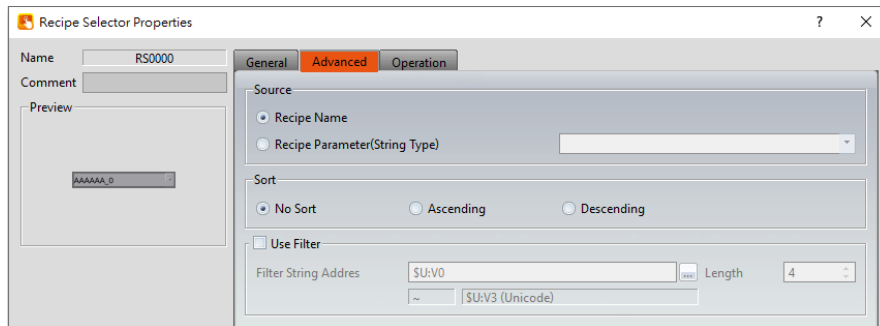 Recipe Selector Properties ? ×
Name RS0000
Comment
Preview
AAAAAA_0
General Advanced Operation
Source
Recipe Name
Recipe Parameter(String Type)
Sort
No Sort Ascending Descending
Use Filter
Filter String Addres $U:V0 ... Length 4
~ $U:V3 (Unicode)